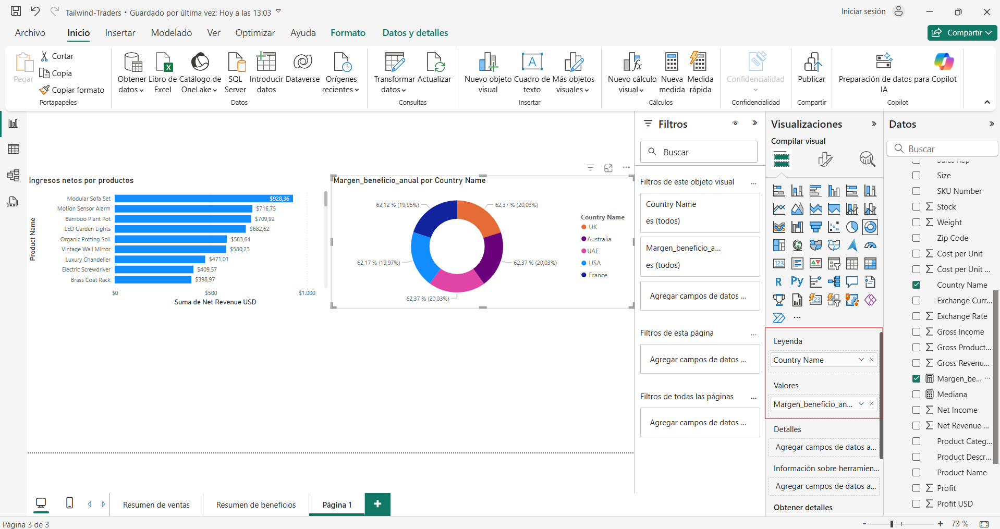 Tailwind-Traders • Guardado por última vez: Hoy a las 13:03
Iniciar sesión
Archivo
Inicio
Insertar
Modelado
Ver
Optimizar
Ayuda
Formato
Datos y detalles
Compartir
Pegar
Cortar
Copia
Copiar formato
Portapapeles
Obtener datos
Libro de Excel
Catálogo de OneLake
SQL Server
Introducir datos
Dataverse
Orígenes recientes
Datos
Transformar datos
Actualizar
Consultas
Nuevo objeto visual
Cuadro de texto
Más objetos visuales
Insertar
Nuevo cálculo visual
Nueva medida
Medida rápida
Cálculos
Confidencialidad
Confidencialidad
Publicar
Compartir
Preparación de datos para IA
Copilot
Copilot
DAX
Ingresos netos por productos
Product Name
Modular Sofa Set
$928,36
Motion Sensor Alarm
$716,75
Bamboo Plant Pot
$709,92
LED Garden Lights
$682,62
Organic Potting Soil
$583,64
Vintage Wall Mirror
$580,23
Luxury Chandelier
$471,01
Electric Screwdriver
$409,57
Brass Coat Rack
$398,97
$0
$500
$1.000
Suma de Net Revenue USD
Margen_beneficio_anual por Country Name
62,12 % (19,95%)
62,37 % (20,03%)
62,17 % (19,97%)
62,37 % (20,03%)
62,37 % (20,03%)
Country Name
UK
Australia
UAE
USA
France
Filtros
Buscar
Filtros de este objeto visual
...
Country Name
es (todos)
Margen_beneficio_a...
es (todos)
Agregar campos de datos ...
Filtros de esta página
...
Agregar campos de datos ...
Filtros de todas las páginas
...
Agregar campos de datos ...
Visualizaciones
Compilar visual
123
R
Py
123
...
Leyenda
Country Name
Valores
Margen_beneficio_an...
Detalles
Agregar campos de datos a...
Información sobre herramien...
Agregar campos de datos a...
Obtener detalles
Datos
Buscar
Sales Rep
Size
SKU Number
Stock
Weight
Zip Code
Cost per Unit
Cost per Unit ...
Country Name
Exchange Curr...
Exchange Rate
Gross Income
Gross Product...
Gross Revenu...
Margen_be... ...
Mediana
Net Income
Net Revenue ...
Product Categ...
Product Descr...
Product Name
Profit
Profit USD
Resumen de ventas
Resumen de beneficios
Página 1
+
Página 3 de 3
- + 73 %